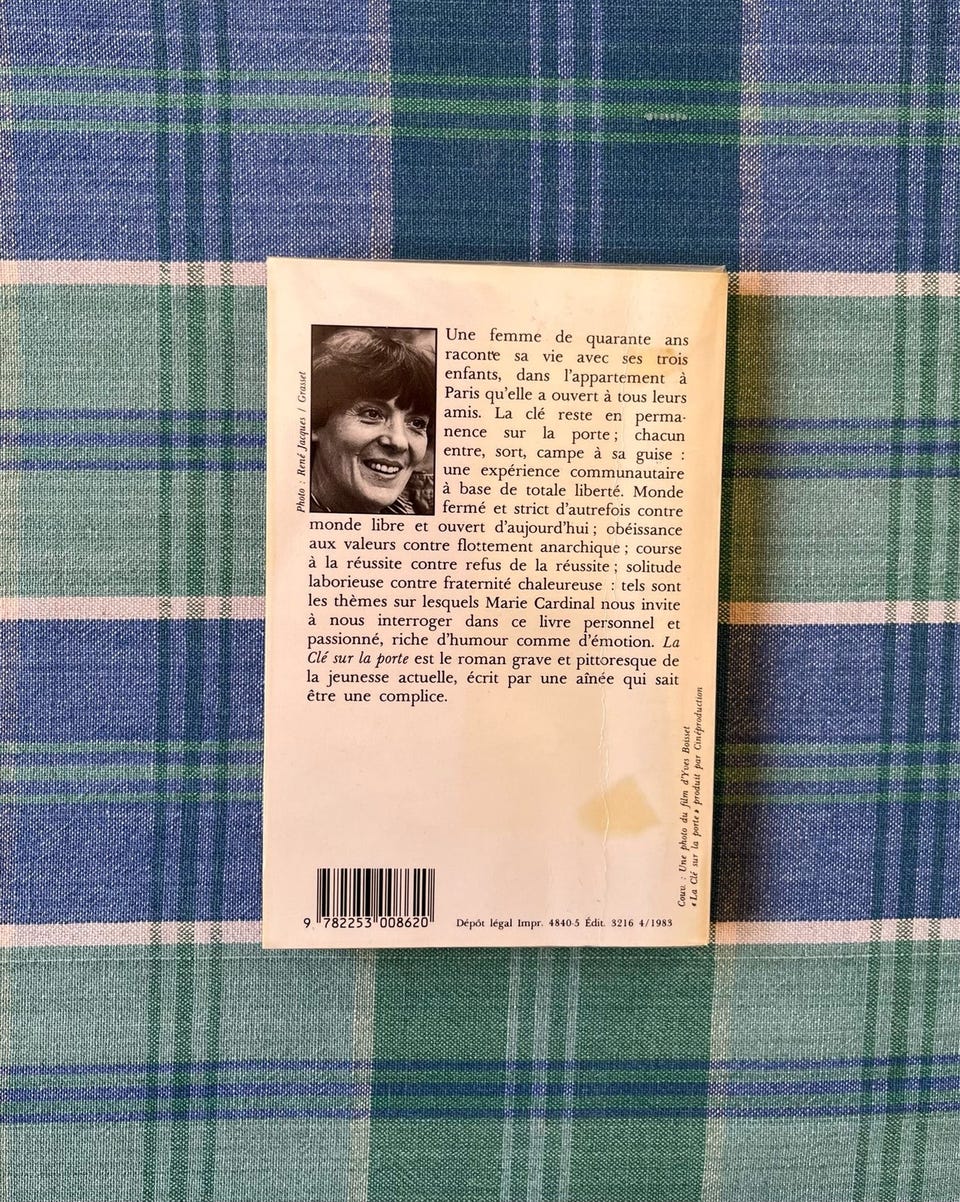 Une femme de quarante ans
raconte sa vie avec ses trois
enfants, dans l'appartement à
Paris qu'elle a ouvert à tous leurs
amis. La clé reste en perma-
nence sur la porte ; chacun
entre, sort, campe à sa guise :
une expérience communautaire
à base de totale liberté. Monde
fermé et strict d'autrefois contre
monde libre et ouvert d'aujourd'hui ; obéissance
aux valeurs contre flottement anarchique ; course
à la réussite contre refus de la réussite ; solitude
laborieuse contre fraternité chaleureuse : tels sont
les thèmes sur lesquels Marie Cardinal nous invite
à nous interroger dans ce livre personnel et
passionné, riche d'humour comme d'émotion. La
Clé sur la porte est le roman grave et pittoresque de
la jeunesse actuelle, écrit par une aînée qui sait
être une complice.
Photo : René Jacques / Grasset
Couv. : Une photo du film d'Yves Boisset
« La Clé sur la porte » produit par Cinéproduction
9 782253 008620
Dépôt légal Impr. 4840-5 Édit. 3216 4/1983